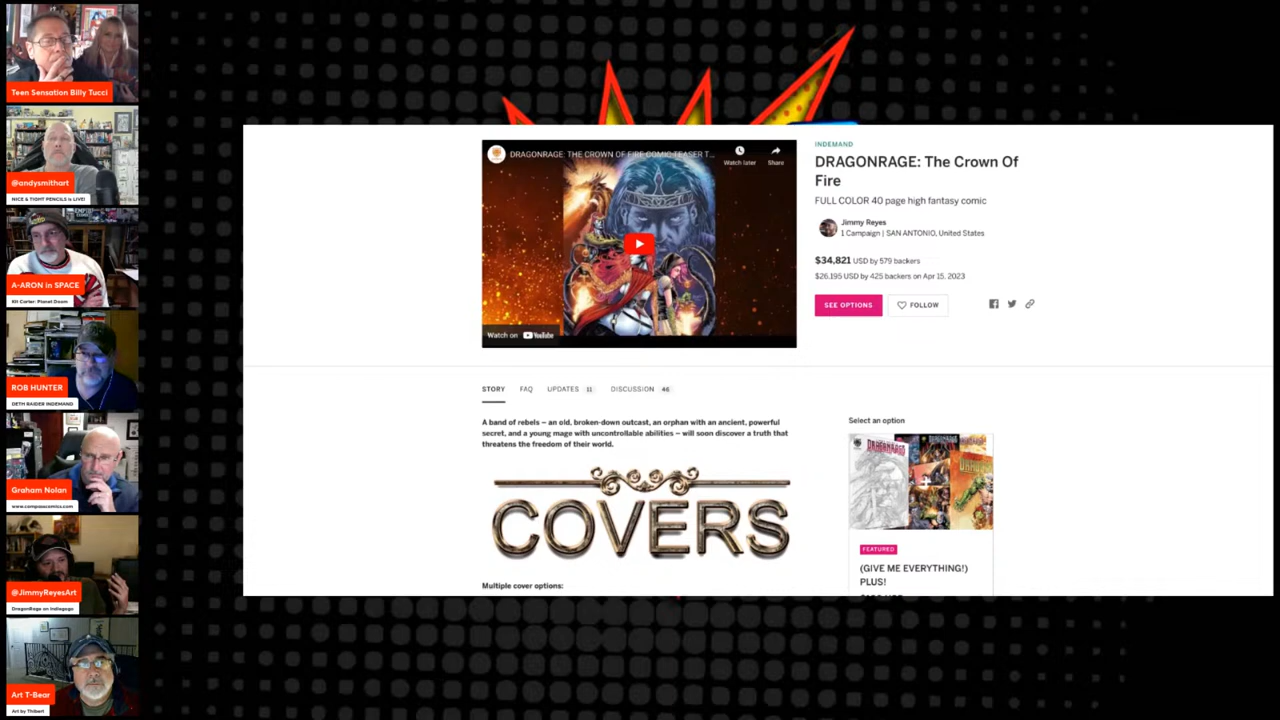 Teen Sensation Billy Tucci
@andysmithart
NICE & TIGHT PENCILS is LIVE!
A-ARON in SPACE
Kit Carter: Planet Doom
ROB HUNTER
DETH RAIDER INDEMAND
Graham Nolan
www.compasscomics.com
@JimmyReyesArt
DragonRage on Indiegogo
Art T-Bear
Art by Thibert
DRAGONRAGE: THE CROWN OF FIRE COMIC TEASER T...
Watch later
Share
Watch on YouTube
INDEMAND
DRAGONRAGE: The Crown Of
Fire
FULL COLOR 40 page high fantasy comic
Jimmy Reyes
1 Campaign | SAN ANTONIO, United States
$34,821 USD by 579 backers
$26,195 USD by 425 backers on Apr 15, 2023
SEE OPTIONS
FOLLOW
STORY
FAQ
UPDATES 11
DISCUSSION 46
A band of rebels – an old, broken-down outcast, an orphan with an ancient, powerful
secret, and a young mage with uncontrollable abilities – will soon discover a truth that
threatens the freedom of their world.
COVERS
Multiple cover options:
Select an option
FEATURED
(GIVE ME EVERYTHING!)
PLUS!